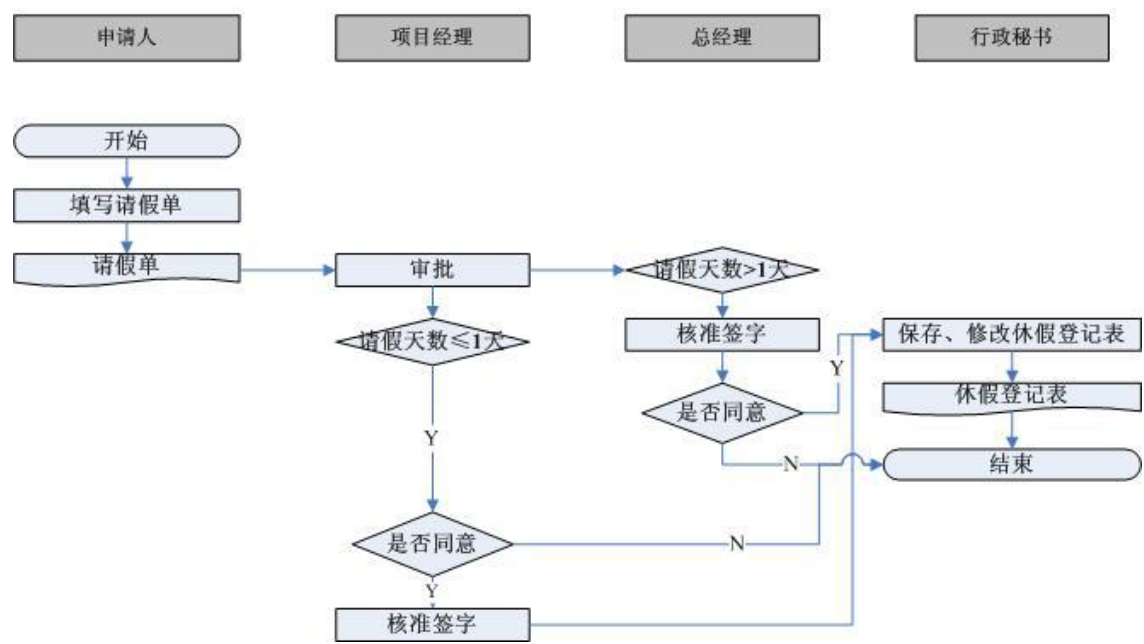 申请人
项目经理
总经理
行政秘书
开始
填写请假单
请假单
审批
请假天数>1天
请假天数≤1天
核准签字
保存、修改休假登记表
Y
是否同意
休假登记表
Y
N
结束
是否同意
N
Y
核准签字